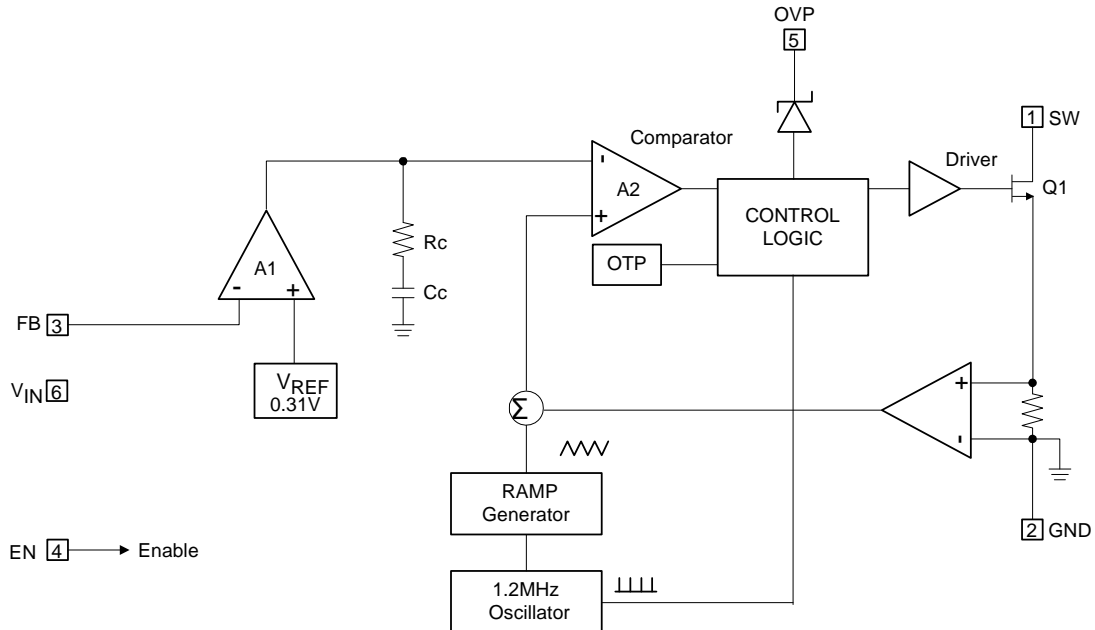 OVP
5
1 SW
Comparator
Driver
-
A2
+
Q1
CONTROL
LOGIC
Rc
OTP
A1
- +
Cc
FB 3
VREF
0.31V
VIN 6
+
Σ
-
RAMP
Generator
2 GND
EN 4 Enable
1.2MHz
Oscillator